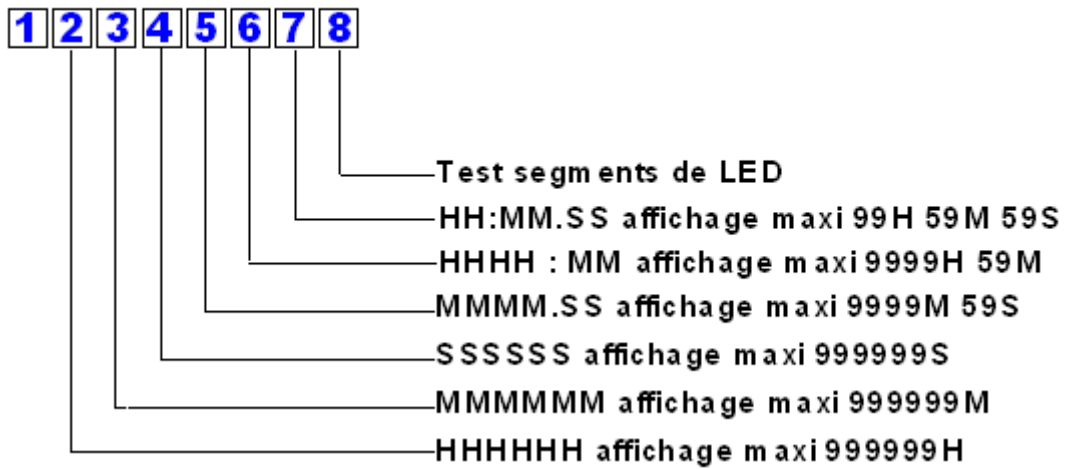 1 2 3 4 5 6 7 8
Test segments de LED
HH:MM.SS affichage maxi 99H 59M 59S
HHHH : MM affichage maxi 9999H 59M
MMMM.SS affichage maxi 9999M 59S
SSSSSS affichage maxi 999999S
MMMMMM affichage maxi 999999M
HHHHHH affichage maxi 999999H